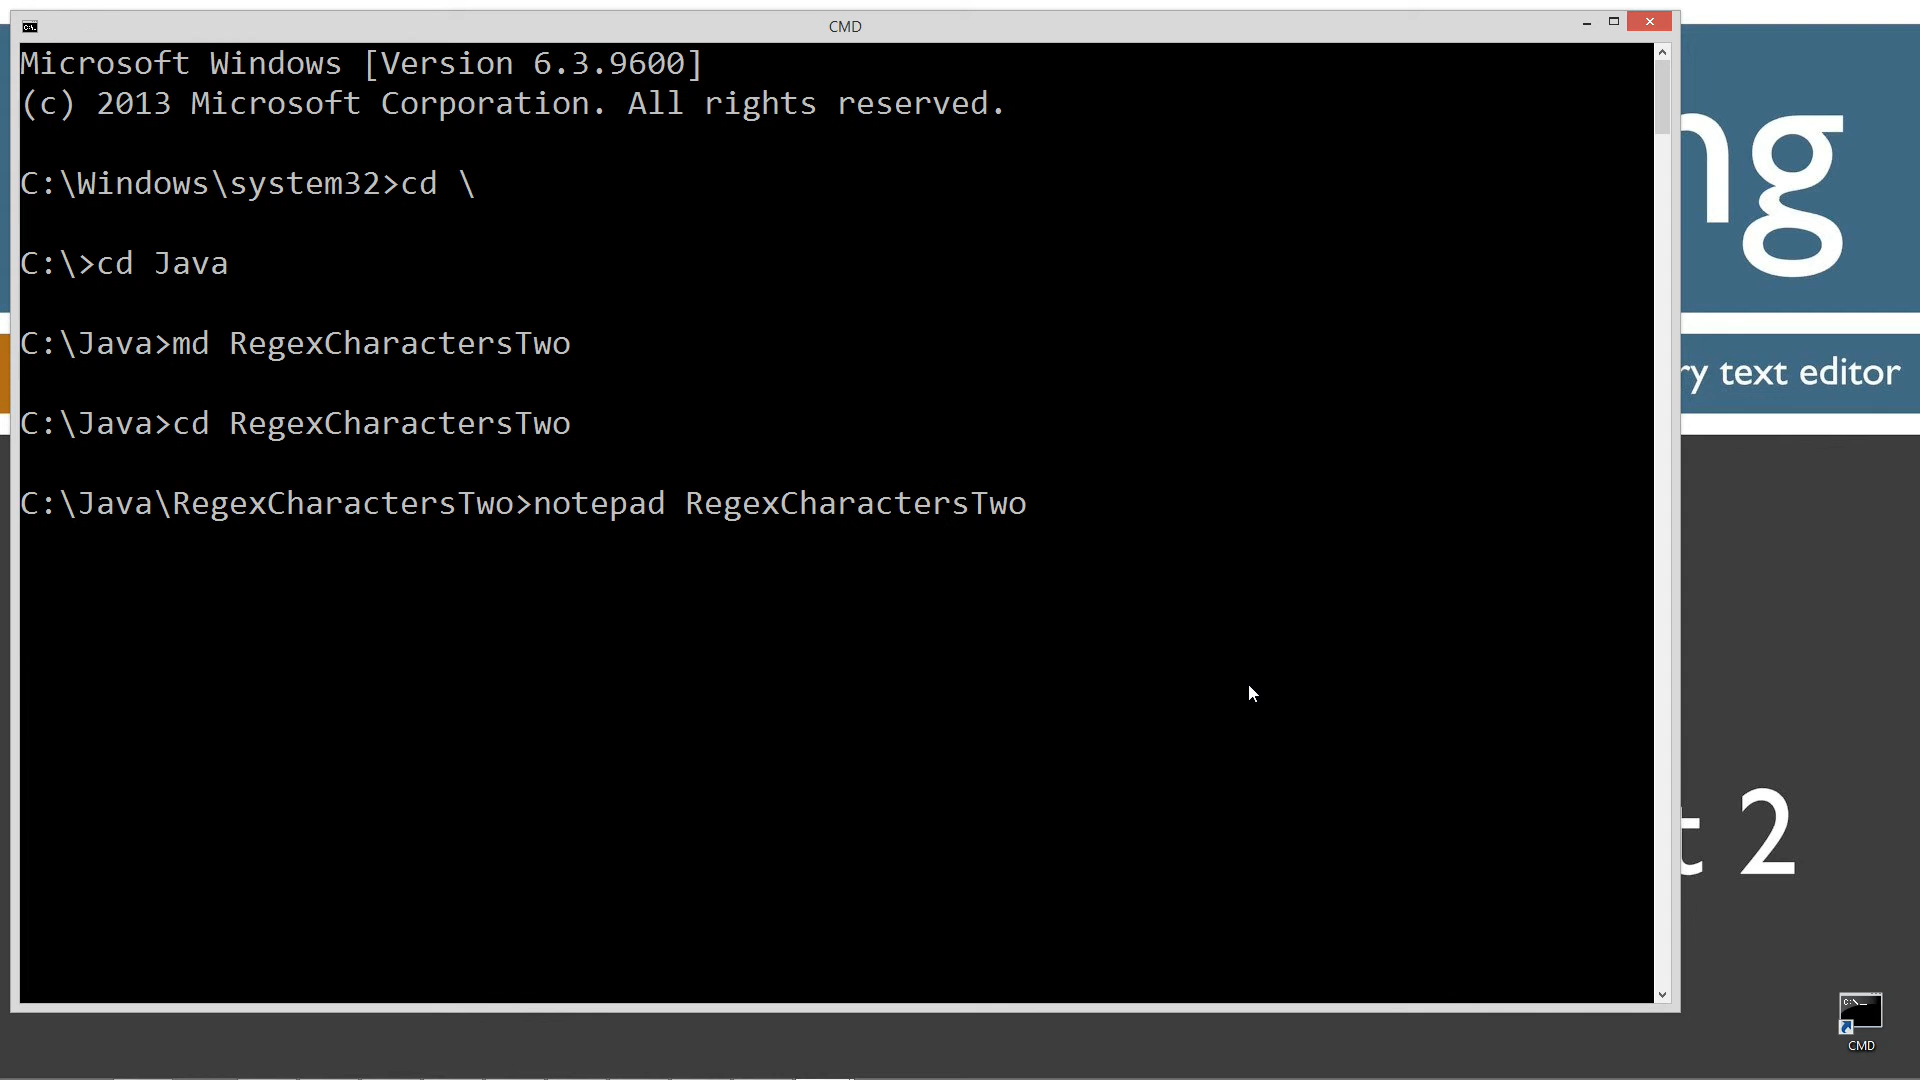 CMD
Microsoft Windows [Version 6.3.9600]
(c) 2013 Microsoft Corporation. All rights reserved.
C:\Windows\system32>cd \
C:\>cd Java
C:\Java>md RegexCharactersTwo
C:\Java>cd RegexCharactersTwo
C:\Java\RegexCharactersTwo>notepad RegexCharactersTwo
ng
ry text editor
t 2
CMD